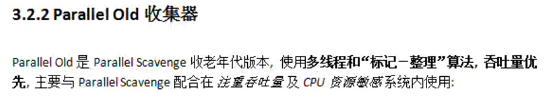 3.2.2 Parallel Old 收集器
Parallel Old 是 Parallel Scavenge 收老年代版本，使用多线程和“标记－整理”算法，吞吐量优
先，主要与 Parallel Scavenge 配合在 注重吞吐量 及 CPU 资源敏感 系统内使用: